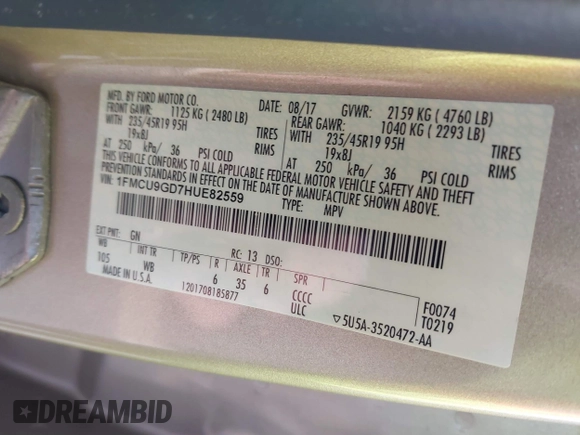 MFD. BY FORD MOTOR CO.
DATE: 08/17 GVWR: 2159 KG ( 4760 LB)
FRONT GAWR: 1125 KG ( 2480 LB) REAR GAWR: 1040 KG ( 2293 LB)
WITH 235/45R19 95H TIRES WITH 235/45R19 95H TIRES
19x8J 19x8J
AT 250 kPa/ 36 PSI COLD AT 250 kPa/ 36 PSI COLD
THIS VEHICLE CONFORMS TO ALL APPLICABLE FEDERAL MOTOR VEHICLE SAFETY AND THEFT
PREVENTION STANDARDS IN EFFECT ON THE DATE OF MANUFACTURE SHOWN ABOVE.
VIN: 1FMCU9GD7HUE82559 TYPE: MPV
EXT PNT: GN RC: 13 DSO:
WB INT TR TP/PS R AXLE TR SPR
105 WB 6 35 6 CCCC F0074
MADE IN U.S.A. 1201708185877 ULC T0219
▽5U5A-3520472-AA
DREAMBID